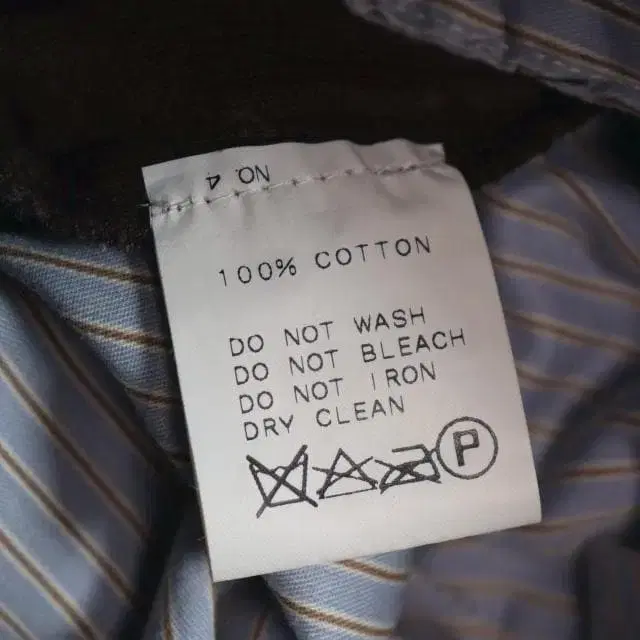 NO. 4
100% COTTON
DO NOT WASH
DO NOT BLEACH
DO NOT IRON
DRY CLEAN
P